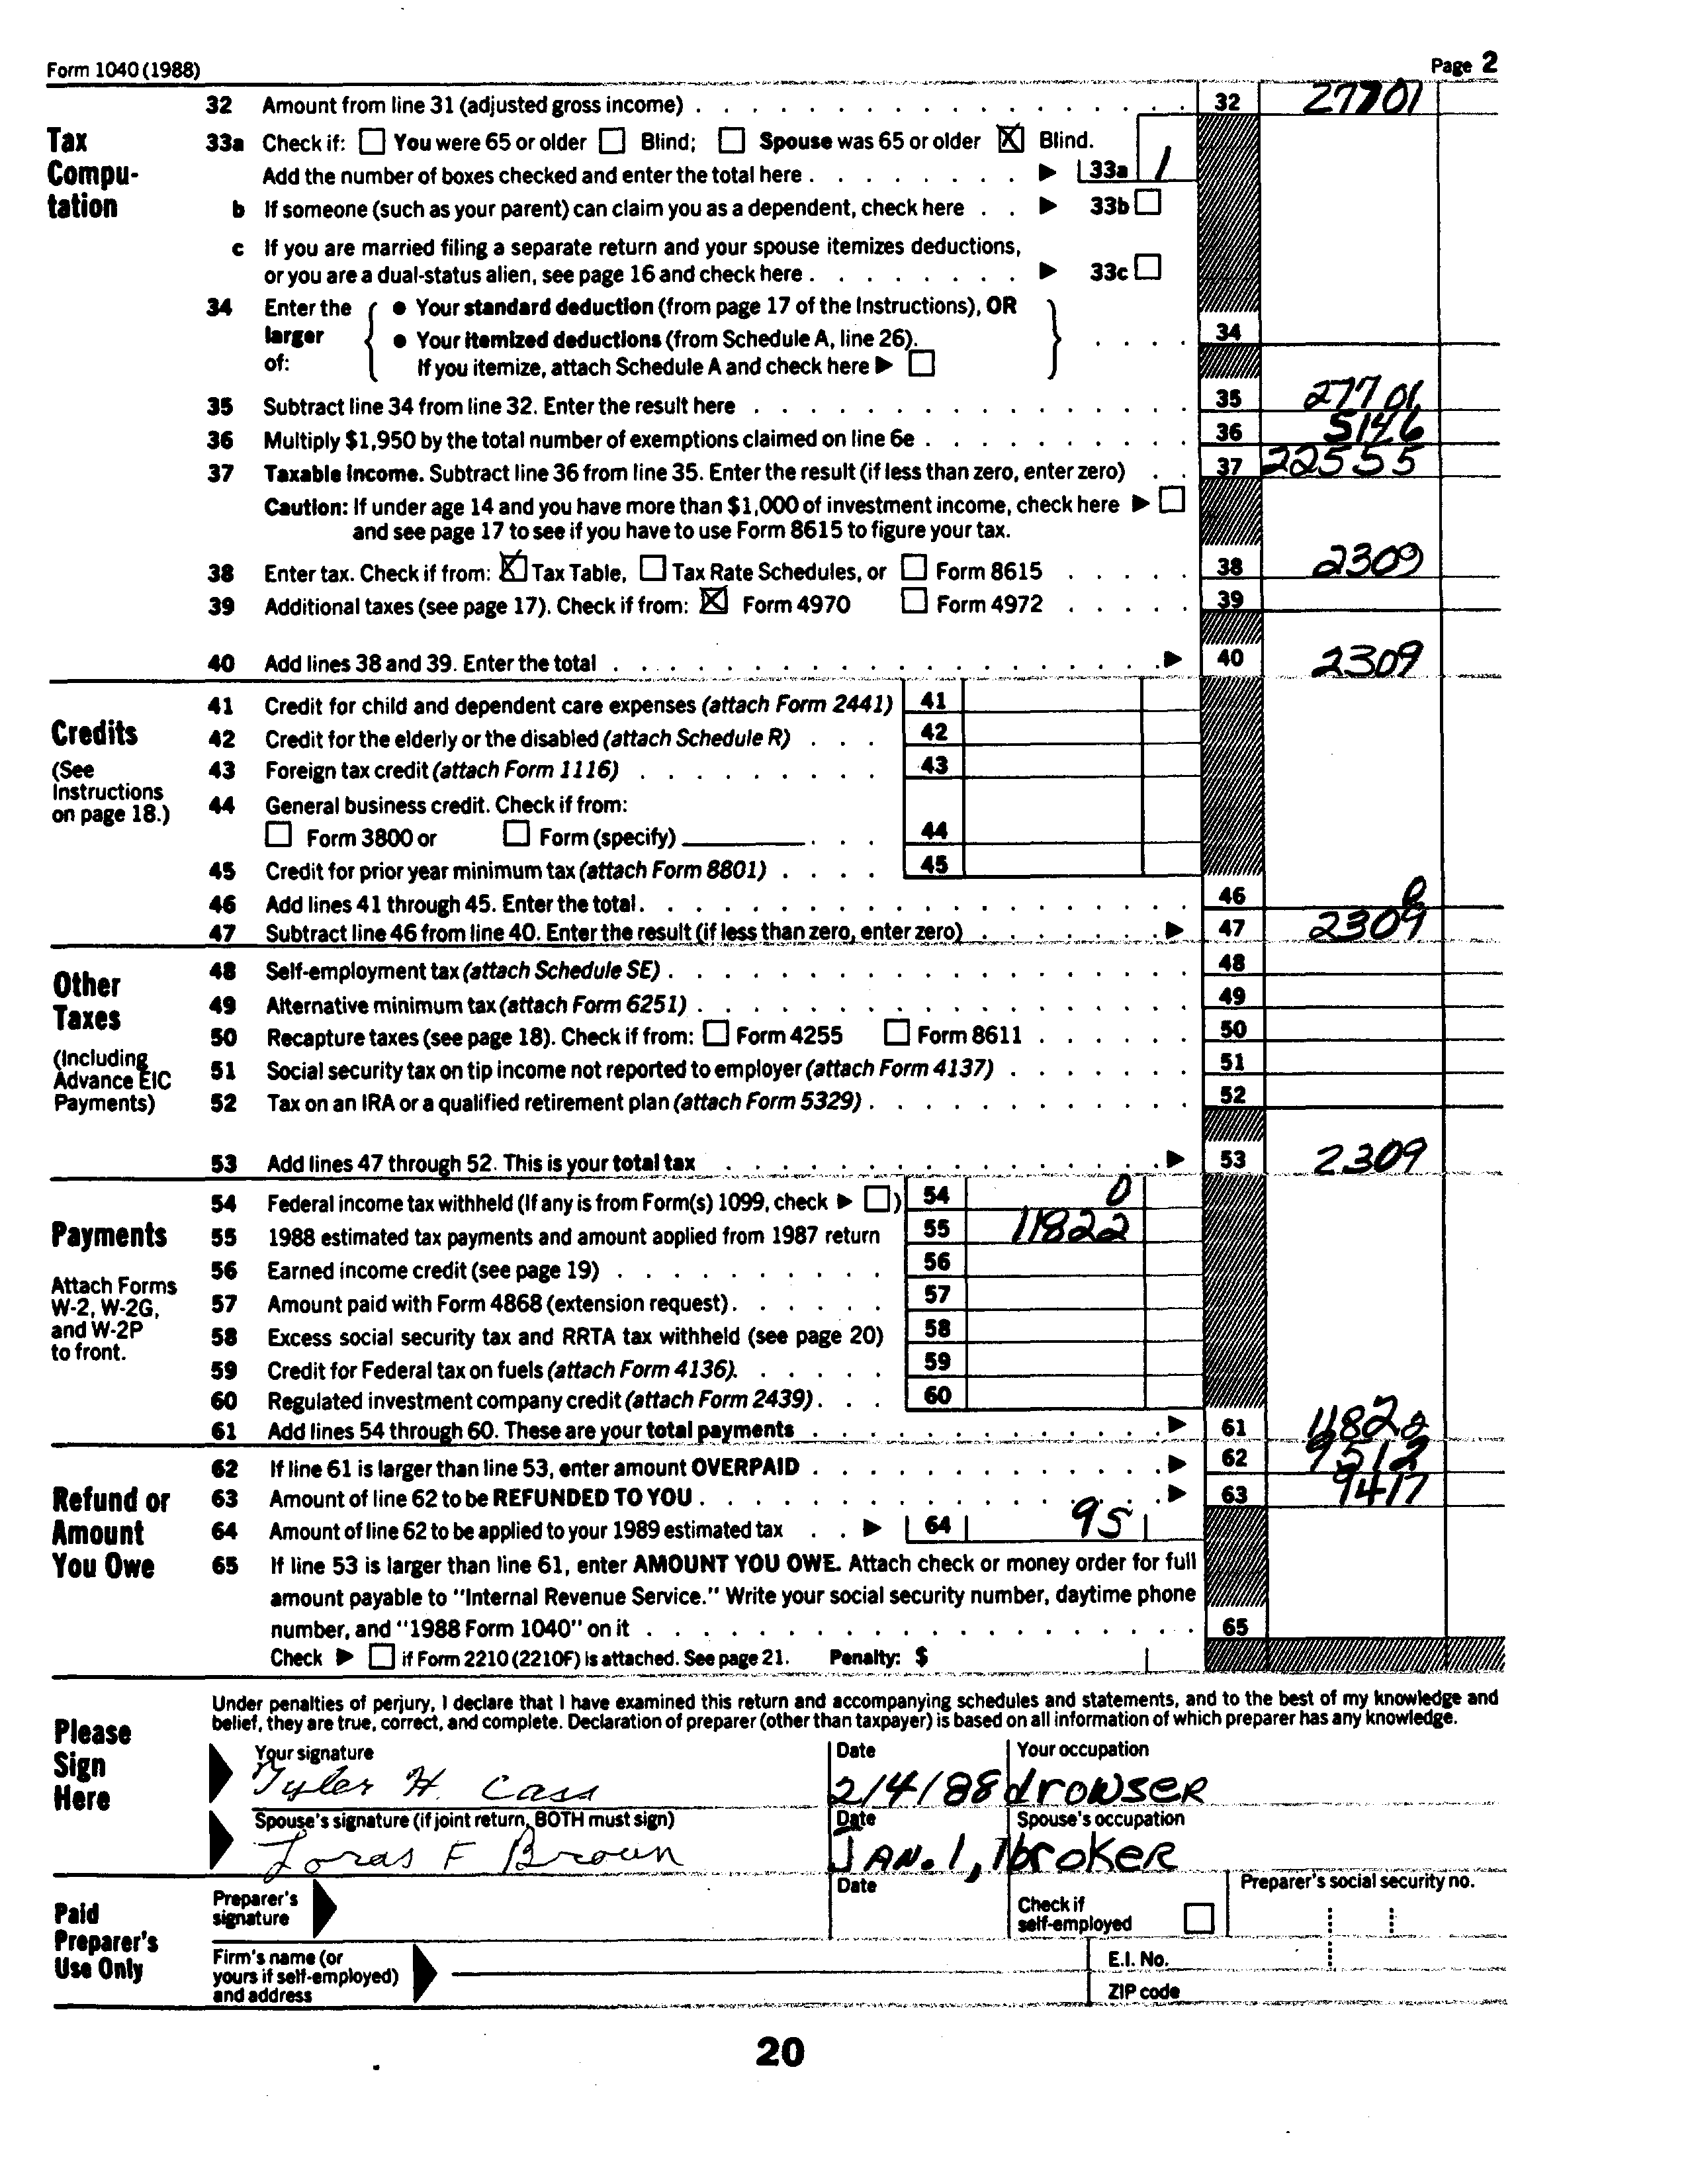 Form 1040 (1988) Page 2
Tax Computation
32 Amount from line 31 (adjusted gross income) 32 27701
33a Check if: ☐ You were 65 or older ☐ Blind; ☐ Spouse was 65 or older ☒ Blind.
Add the number of boxes checked and enter the total here ▶ 33a 1
b If someone (such as your parent) can claim you as a dependent, check here ▶ 33b ☐
c If you are married filing a separate return and your spouse itemizes deductions,
or you are a dual-status alien, see page 16 and check here ▶ 33c ☐
34 Enter the larger of: { ● Your standard deduction (from page 17 of the Instructions), OR
● Your itemized deductions (from Schedule A, line 26). } 34
If you itemize, attach Schedule A and check here ▶ ☐
35 Subtract line 34 from line 32. Enter the result here 35 27701
36 Multiply $1,950 by the total number of exemptions claimed on line 6e 36 5146
37 Taxable income. Subtract line 36 from line 35. Enter the result (if less than zero, enter zero) 37 22555
Caution: If under age 14 and you have more than $1,000 of investment income, check here ▶ ☐
and see page 17 to see if you have to use Form 8615 to figure your tax.
38 Enter tax. Check if from: ☒ Tax Table, ☐ Tax Rate Schedules, or ☐ Form 8615 38 2309
39 Additional taxes (see page 17). Check if from: ☒ Form 4970 ☐ Form 4972 39
40 Add lines 38 and 39. Enter the total ▶ 40 2309
Credits
(See Instructions on page 18.)
41 Credit for child and dependent care expenses (attach Form 2441) 41
42 Credit for the elderly or the disabled (attach Schedule R) 42
43 Foreign tax credit (attach Form 1116) 43
44 General business credit. Check if from:
☐ Form 3800 or ☐ Form (specify) 44
45 Credit for prior year minimum tax (attach Form 8801) 45
46 Add lines 41 through 45. Enter the total. 46
47 Subtract line 46 from line 40. Enter the result (if less than zero, enter zero) ▶ 47 2309
Other Taxes
(Including Advance EIC Payments)
48 Self-employment tax (attach Schedule SE) 48
49 Alternative minimum tax (attach Form 6251) 49
50 Recapture taxes (see page 18). Check if from: ☐ Form 4255 ☐ Form 8611 50
51 Social security tax on tip income not reported to employer (attach Form 4137) 51
52 Tax on an IRA or a qualified retirement plan (attach Form 5329) 52
53 Add lines 47 through 52. This is your total tax ▶ 53 2309
Payments
Attach Forms W-2, W-2G, and W-2P to front.
54 Federal income tax withheld (If any is from Form(s) 1099, check ▶ ☐) 54 0
55 1988 estimated tax payments and amount applied from 1987 return 55 11822
56 Earned income credit (see page 19) 56
57 Amount paid with Form 4868 (extension request) 57
58 Excess social security tax and RRTA tax withheld (see page 20) 58
59 Credit for Federal tax on fuels (attach Form 4136). 59
60 Regulated investment company credit (attach Form 2439) 60
61 Add lines 54 through 60. These are your total payments ▶ 61 11822
Refund or Amount You Owe
62 If line 61 is larger than line 53, enter amount OVERPAID ▶ 62 9512
63 Amount of line 62 to be REFUNDED TO YOU ▶ 63 9417
64 Amount of line 62 to be applied to your 1989 estimated tax ▶ 64 95
65 If line 53 is larger than line 61, enter AMOUNT YOU OWE. Attach check or money order for full
amount payable to "Internal Revenue Service." Write your social security number, daytime phone
number, and "1988 Form 1040" on it 65
Check ▶ ☐ if Form 2210 (2210F) is attached. See page 21. Penalty: $
Please Sign Here
Under penalties of perjury, I declare that I have examined this return and accompanying schedules and statements, and to the best of my knowledge and
belief, they are true, correct, and complete. Declaration of preparer (other than taxpayer) is based on all information of which preparer has any knowledge.
Your signature Date Your occupation
Tyler H. Cass 2/4/88 drowser
Spouse's signature (if joint return, BOTH must sign) Date Spouse's occupation
Loras F Brown JAN. 1, 1 broker
Paid Preparer's Use Only
Preparer's signature Date Check if self-employed ☐ Preparer's social security no.
Firm's name (or yours if self-employed) and address E.I. No.
ZIP code
20